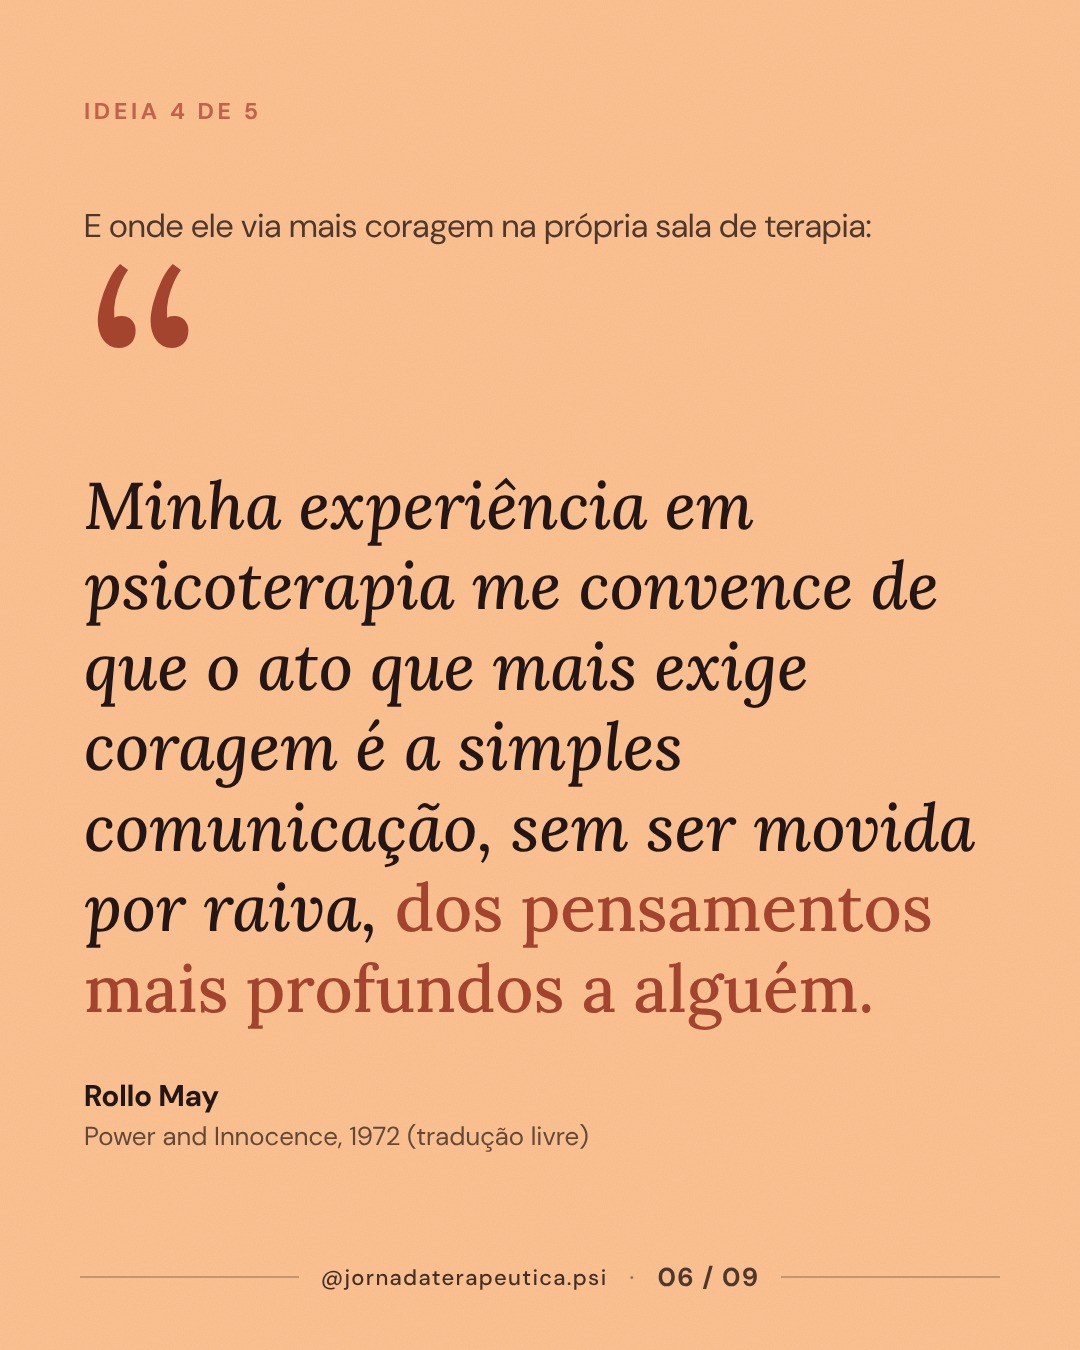 IDEIA 4 DE 5
E onde ele via mais coragem na própria sala de terapia:
“
Minha experiência em
psicoterapia me convence de
que o ato que mais exige
coragem é a simples
comunicação, sem ser movida
por raiva, dos pensamentos
mais profundos a alguém.
Rollo May
Power and Innocence, 1972 (tradução livre)
@jornadaterapeutica.psi · 06 / 09